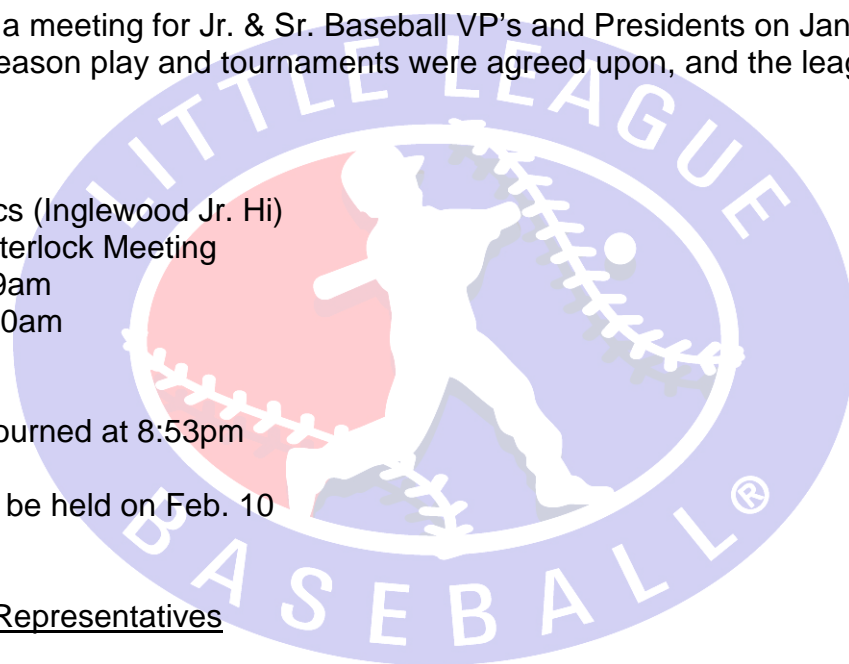 a meeting for Jr. & Sr. Baseball VP's and Presidents on Jan
eason play and tournaments were agreed upon, and the leag
LITTLE LEAGUE
cs (Inglewood Jr. Hi)
terlock Meeting
9am
0am
ourned at 8:53pm
be held on Feb. 10
BASEBALL®
Representatives